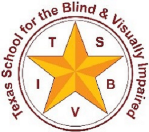 Texas School for the Blind & Visually Impaired
T S
I B
V